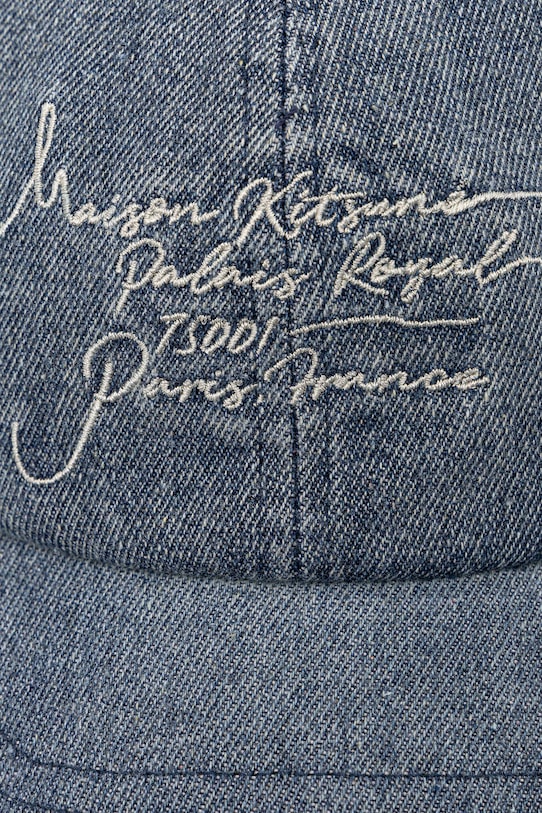 Maison Kitsuné
Palais Royal
75001
Paris, France